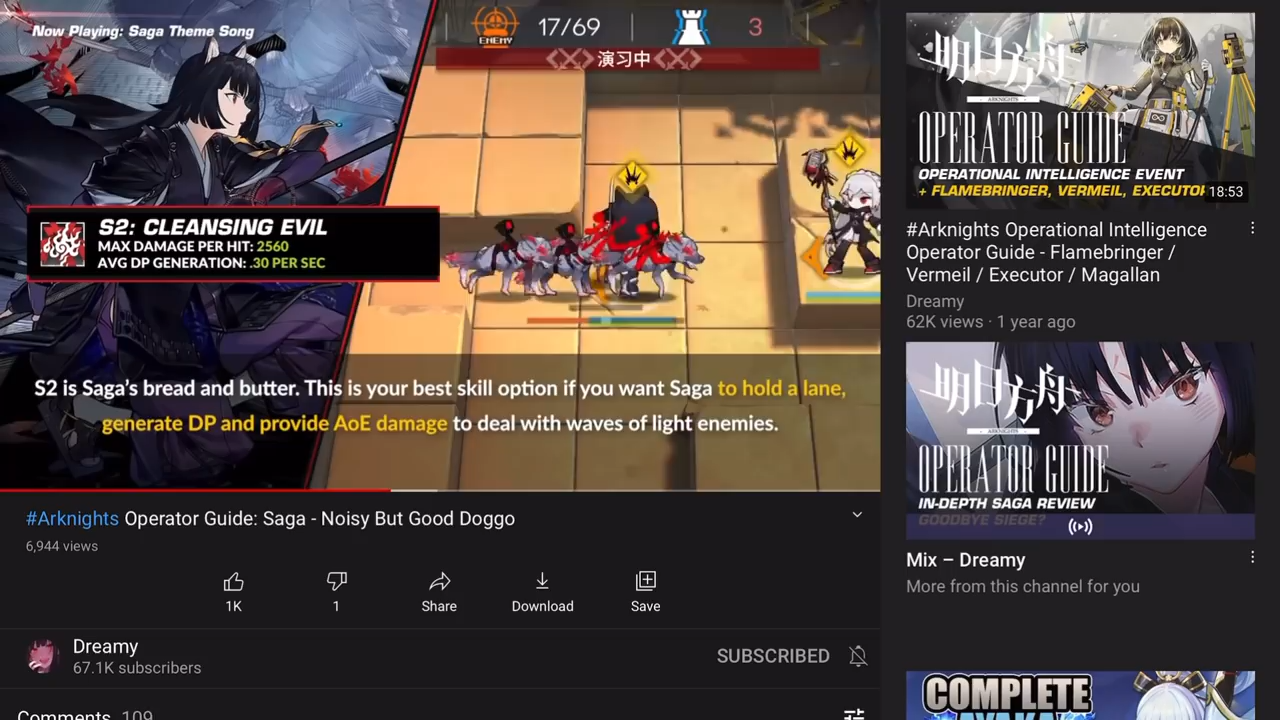 Now Playing: Saga Theme Song
ENEMY
17/69
3
演习中
S2: CLEANSING EVIL
MAX DAMAGE PER HIT: 2560
AVG DP GENERATION: .30 PER SEC
S2 is Saga's bread and butter. This is your best skill option if you want Saga to hold a lane,
generate DP and provide AoE damage to deal with waves of light enemies.
#Arknights Operator Guide: Saga - Noisy But Good Doggo
6,944 views
1K
1
Share
Download
Save
Dreamy
67.1K subscribers
SUBSCRIBED
Comments 109
明日方舟
ARKNIGHTS
OPERATOR GUIDE
OPERATIONAL INTELLIGENCE EVENT
+ FLAMEBRINGER, VERMEIL, EXECUTOR
18:53
#Arknights Operational Intelligence
Operator Guide - Flamebringer /
Vermeil / Executor / Magallan
Dreamy
62K views · 1 year ago
明日方舟
ARKNIGHTS
OPERATOR GUIDE
IN-DEPTH SAGA REVIEW
GOODBYE SIEGE?
Mix – Dreamy
More from this channel for you
COMPLETE